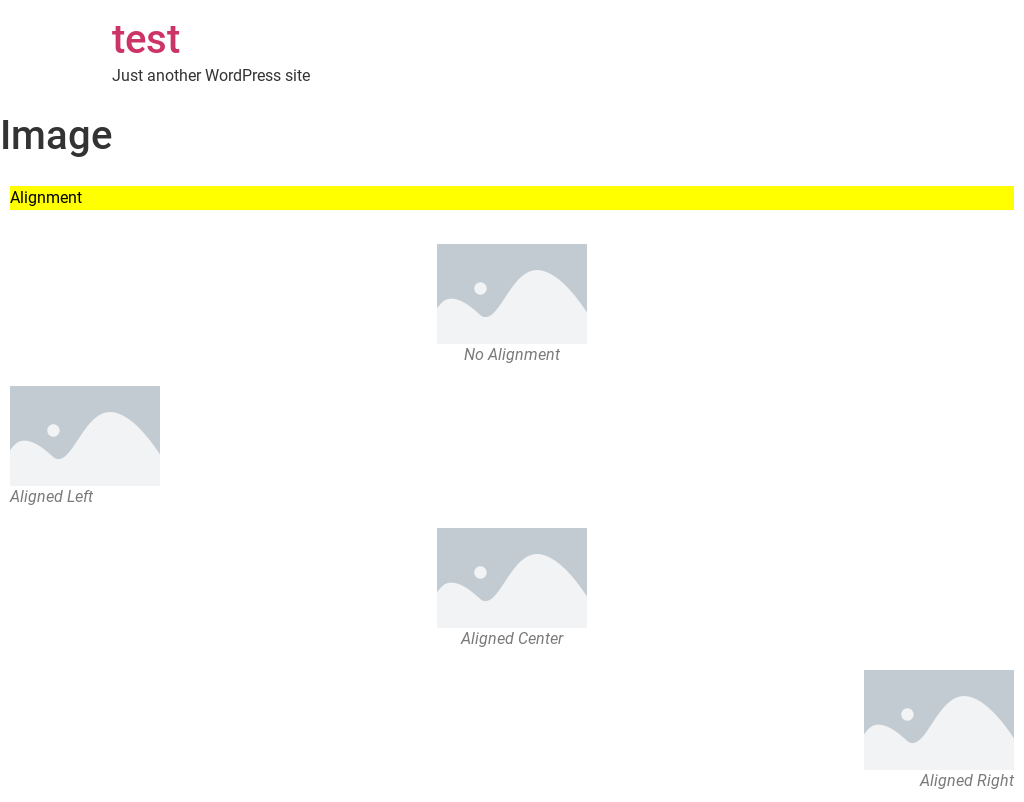 test
Just another WordPress site
Image
Alignment
No Alignment
Aligned Left
Aligned Center
Aligned Right